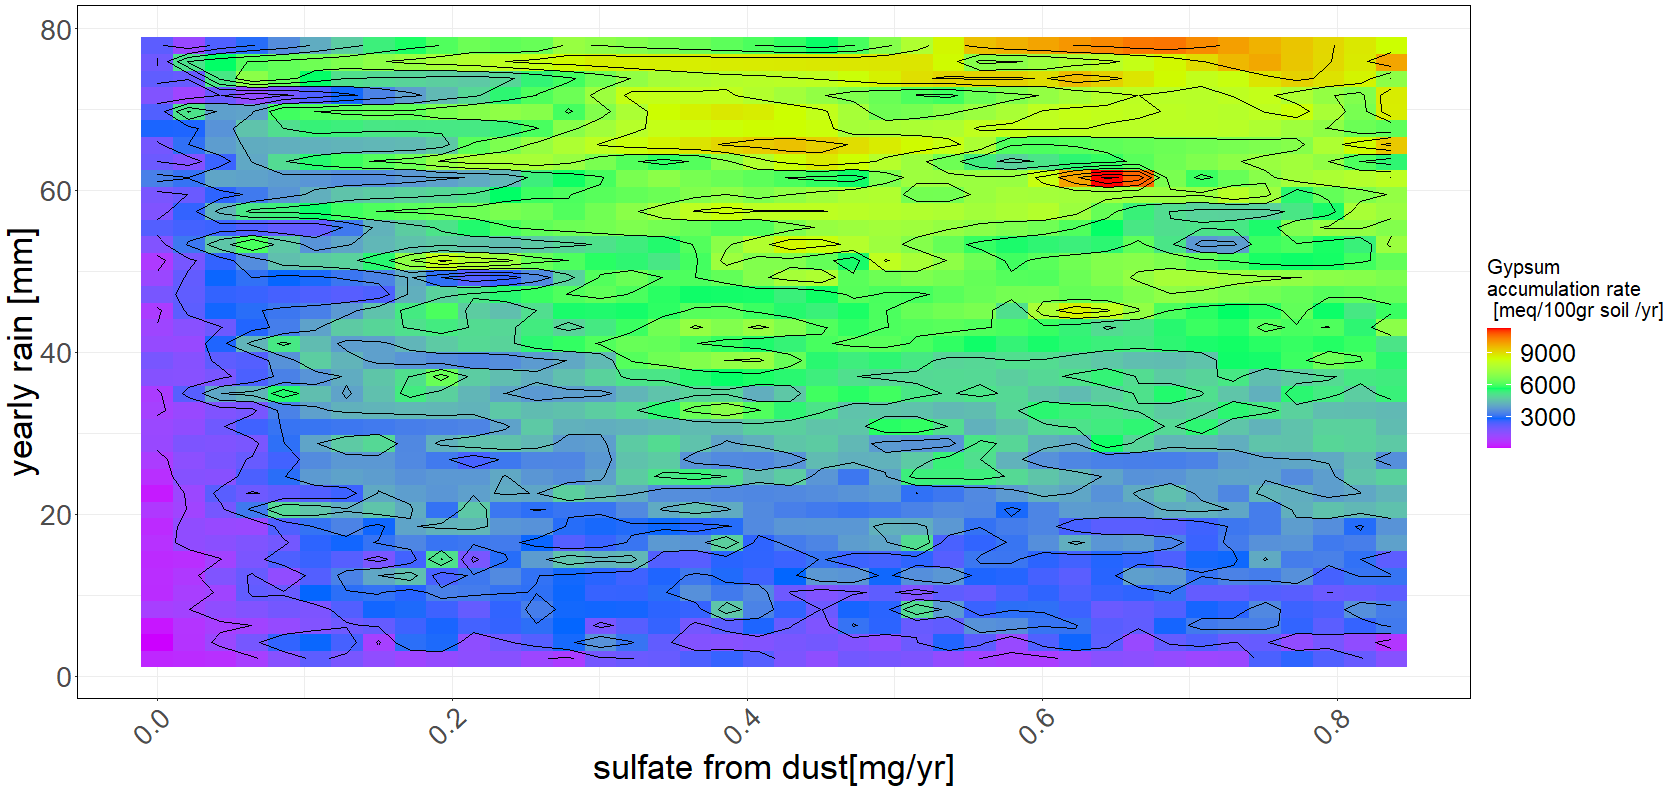 80
60
40
20
0
yearly rain [mm]
0.0
0.2
0.4
0.6
0.8
sulfate from dust[mg/yr]
Gypsum
accumulation rate
[meq/100gr soil /yr]
9000
6000
3000